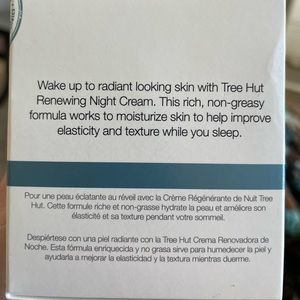 Wake up to radiant looking skin with Tree Hut
Renewing Night Cream. This rich, non-greasy
formula works to moisturize skin to help improve
elasticity and texture while you sleep.
Pour une peau éclatante au réveil avec la Crème Régénérante de Nuit Tree
Hut. Cette formule riche et non-grasse hydrate la peau et améliore son
élasticité et sa texture pendant votre sommeil.
Despiértese con una piel radiante con la Tree Hut Crema Renovadora de
Noche. Esta fórmula enriquecida y no grasa sirve para humedecer la piel y
ayudarla a mejorar la elasticidad y la textura mientras duerme.